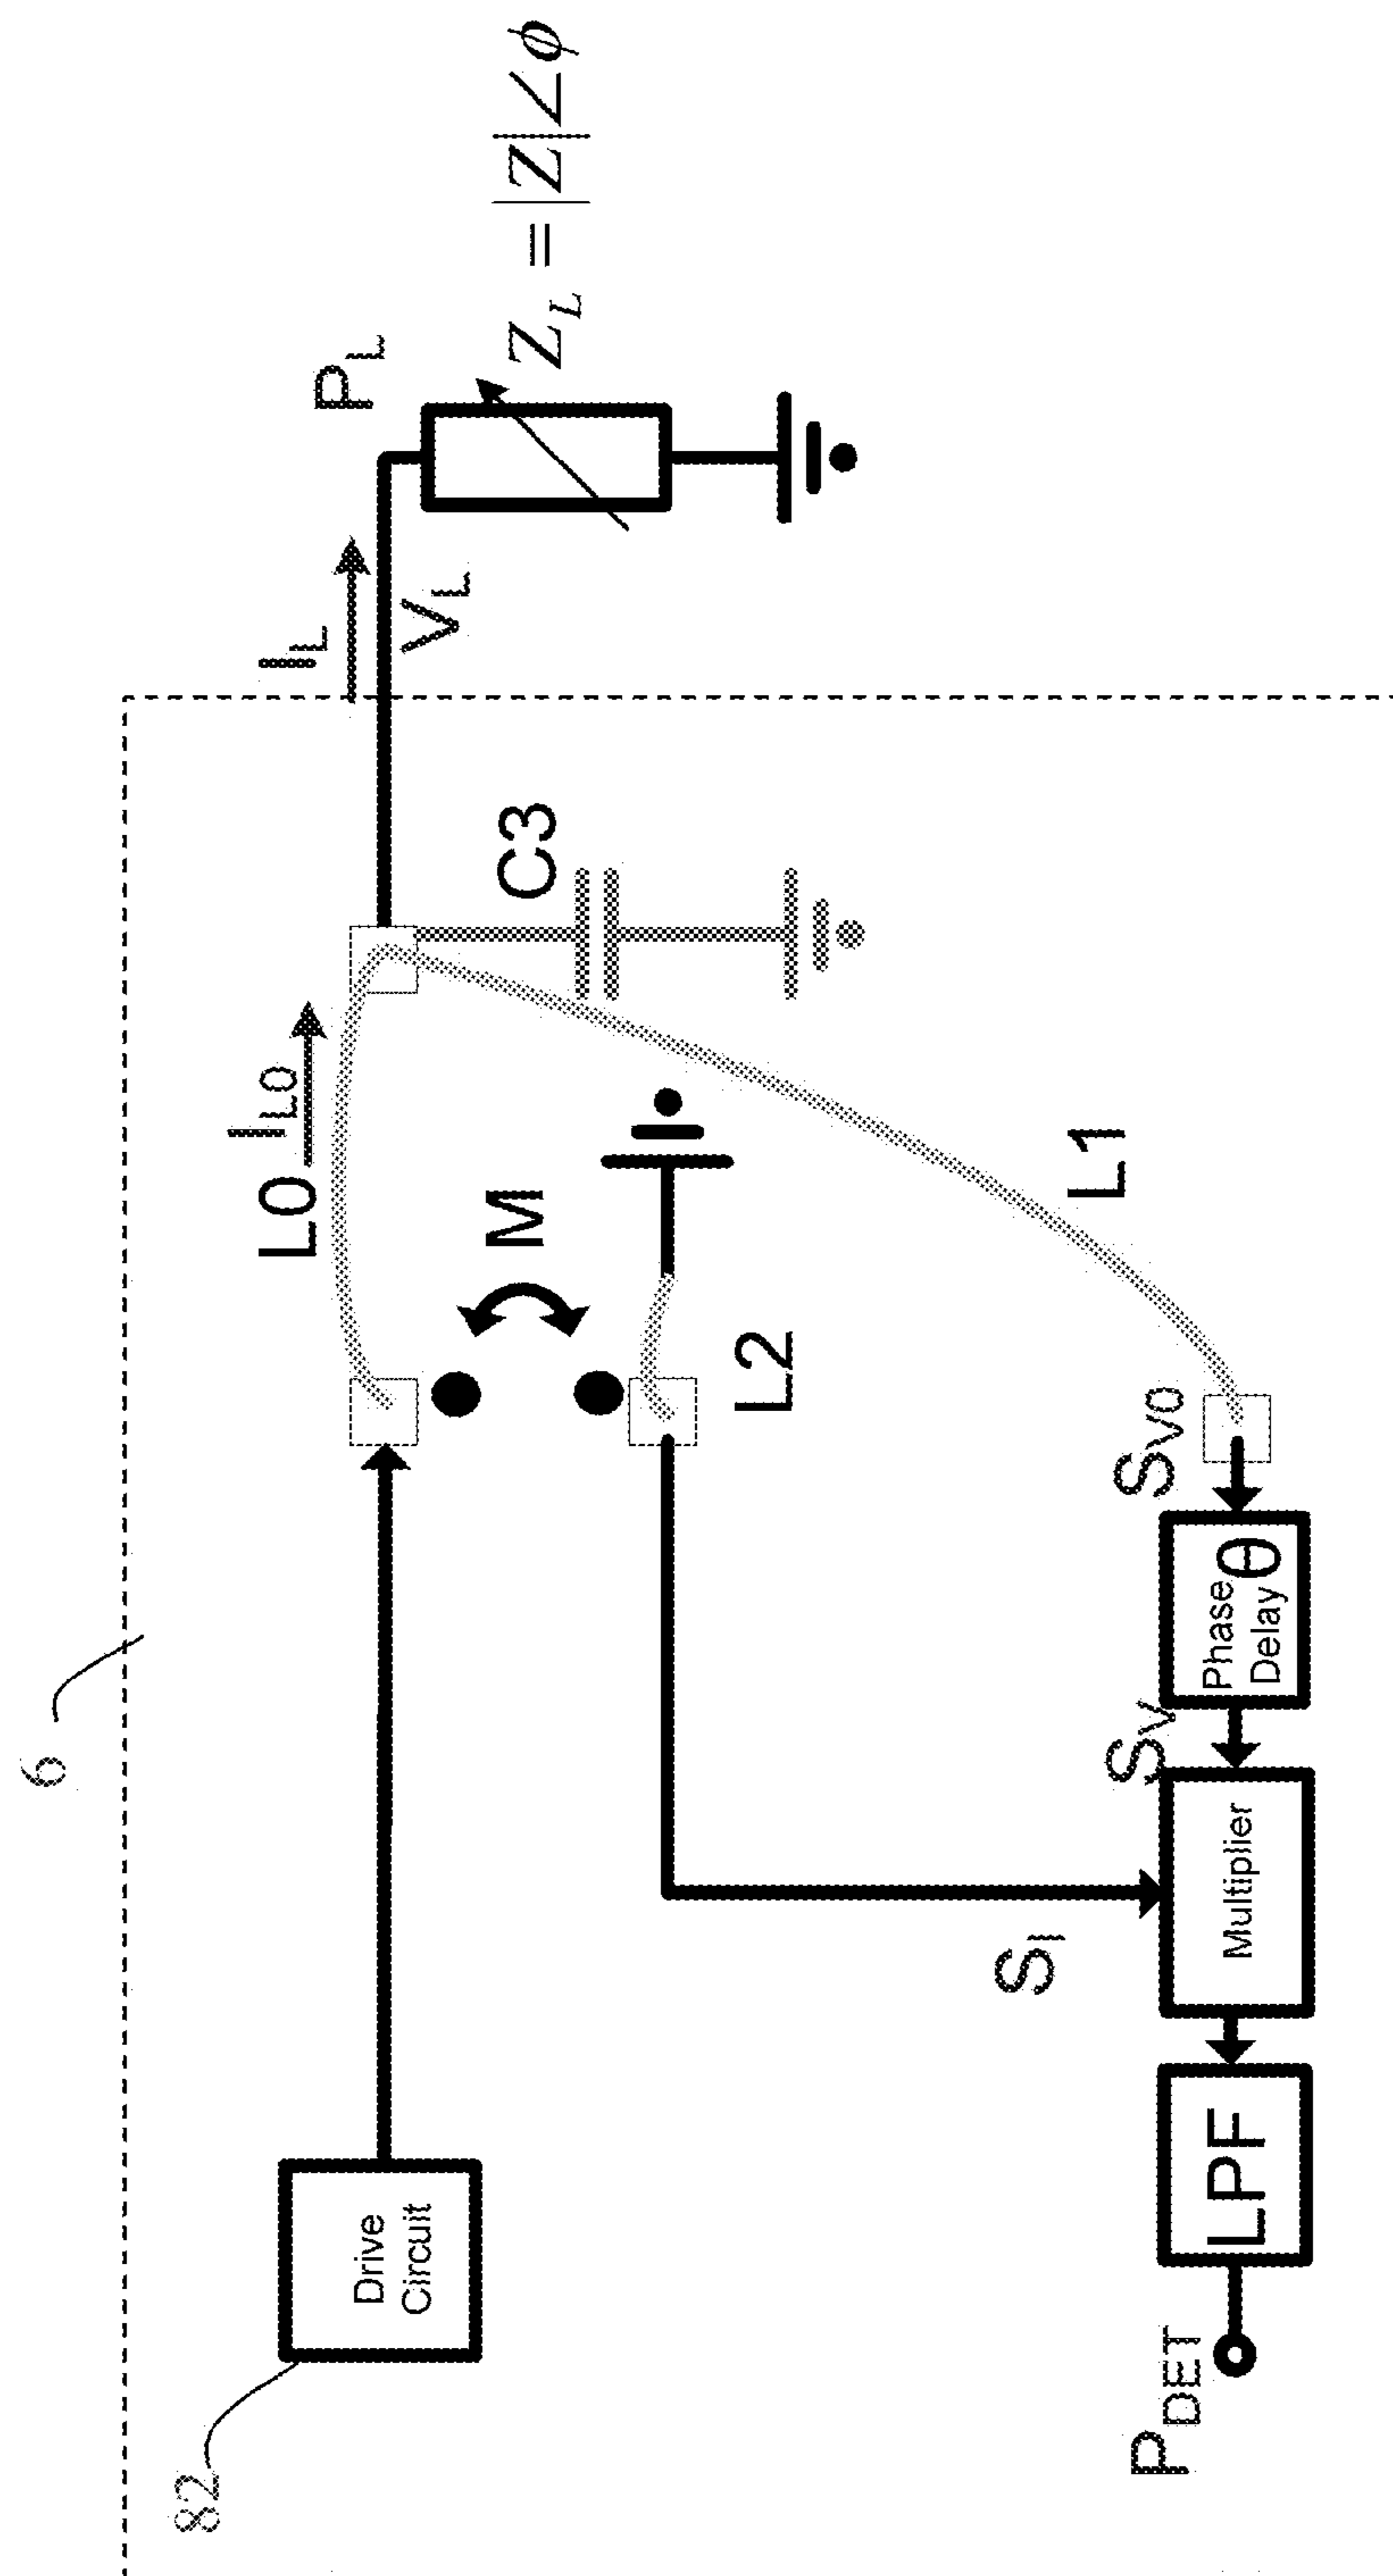 6
82
Drive
Circuit
L0
I_L0
I_L
V_L
P_L
Z_L = |Z|∠ϕ
M
C3
L2
L1
S_I
S_V0
Phase
Delay θ
S_V
Multiplier
LPF
P_DET